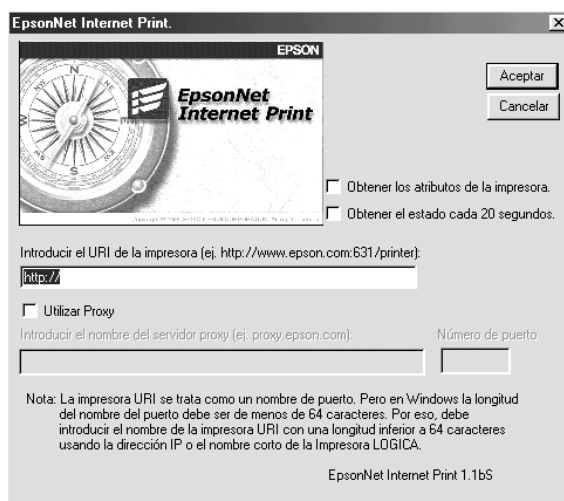 EpsonNet Internet Print.
EPSON
N
EpsonNet
Internet Print
W
S
Aceptar
Cancelar
Obtener los atributos de la impresora.
Obtener el estado cada 20 segundos.
Introducir el URI de la impresora (ej. http://www.epson.com:631/printer):
http://
Utilizar Proxy
Introducir el nombre del servidor proxy (ej. proxy.epson.com):
Número de puerto
Nota: La impresora URI se trata como un nombre de puerto. Pero en Windows la longitud
del nombre del puerto debe ser de menos de 64 caracteres. Por eso, debe
introducir el nombre de la impresora URI con una longitud inferior a 64 caracteres
usando la dirección IP o el nombre corto de la Impresora LOGICA.
EpsonNet Internet Print 1.1bS